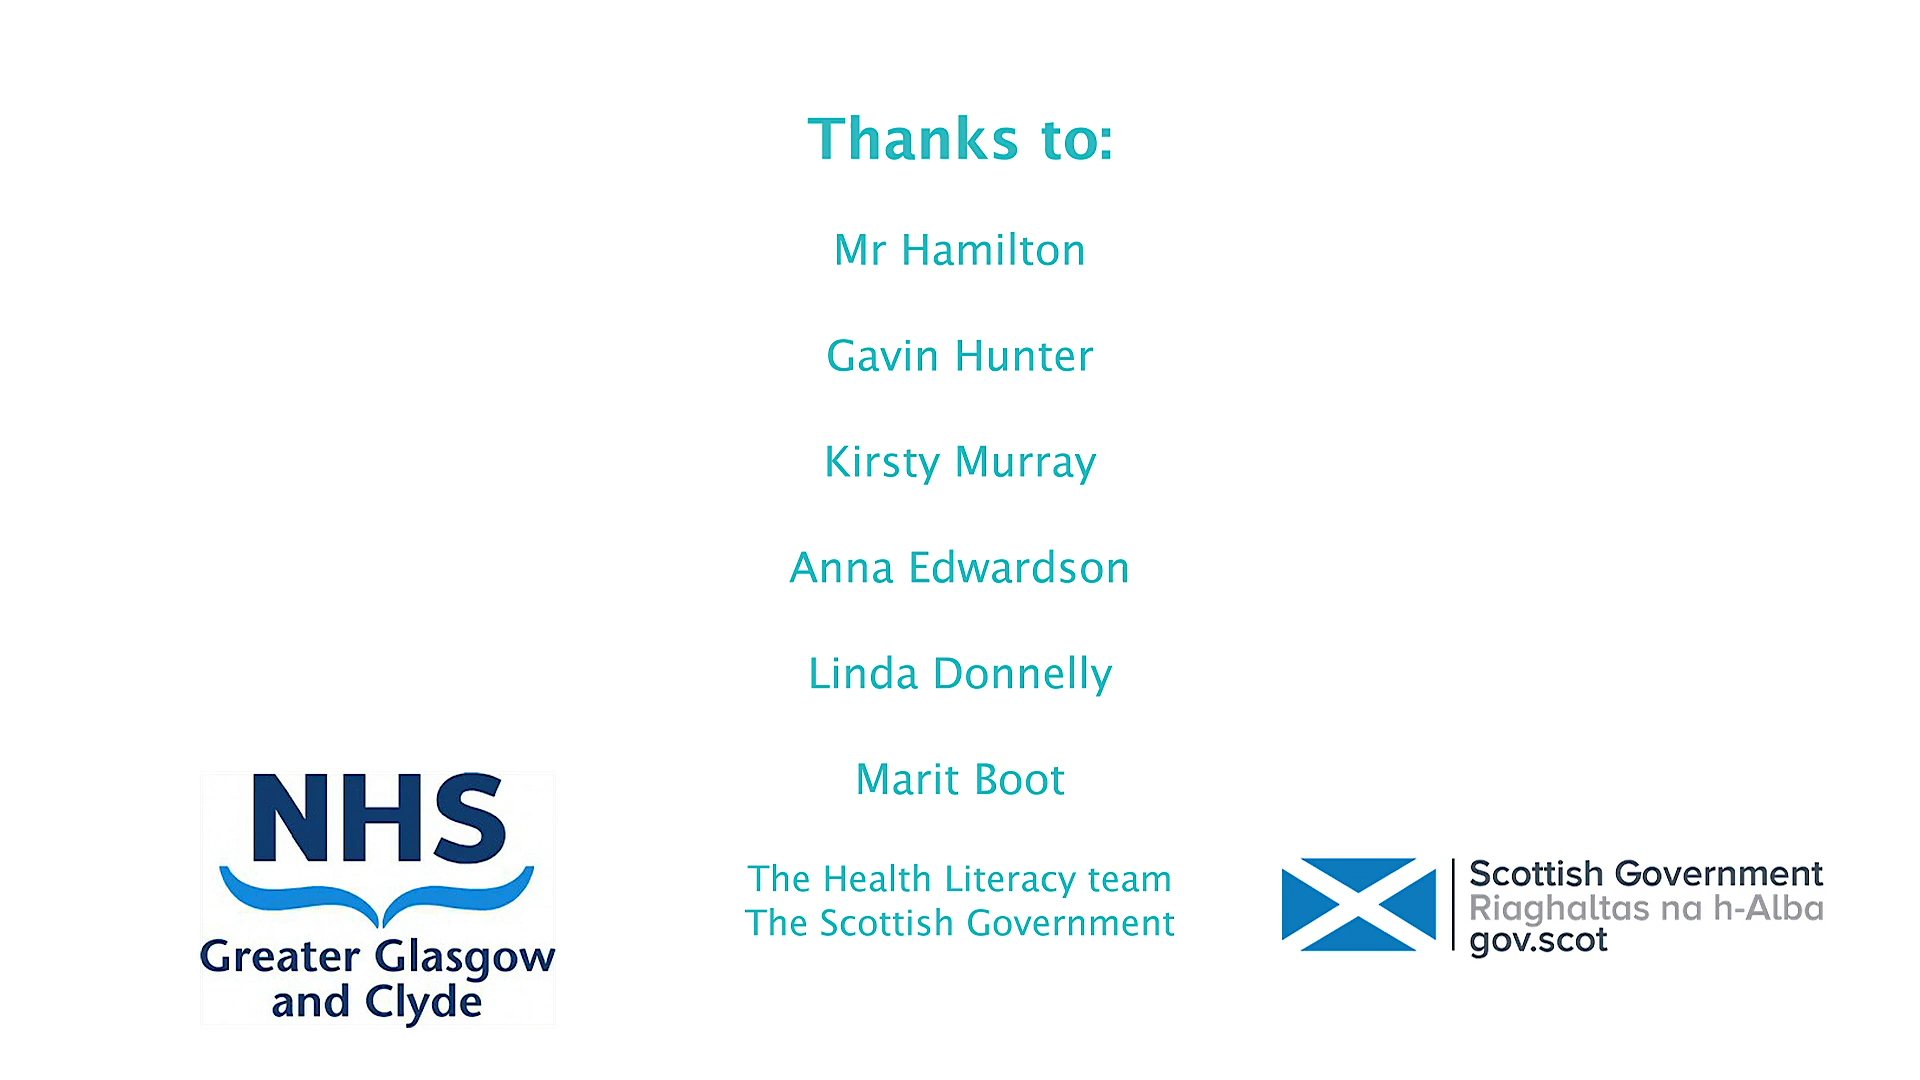 Thanks to:
Mr Hamilton
Gavin Hunter
Kirsty Murray
Anna Edwardson
Linda Donnelly
Marit Boot
The Health Literacy team
The Scottish Government
NHS
Greater Glasgow
and Clyde
Scottish Government
Riaghaltas na h-Alba
gov.scot